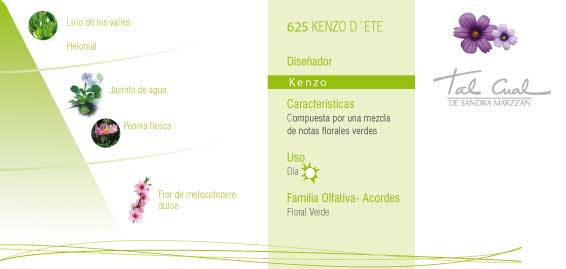 Lirio de los valles
Helonial
Jacinto de agua
Peonia fresca
Flor de melocotonero
dulce
625 KENZO D´ETE
Diseñador
Kenzo
Características
Compuesta por una mezcla
de notas florales verdes
Uso
Día
Familia Olfativa- Acordes
Floral Verde
Tal Cual
DE SANDRA MARZZAN